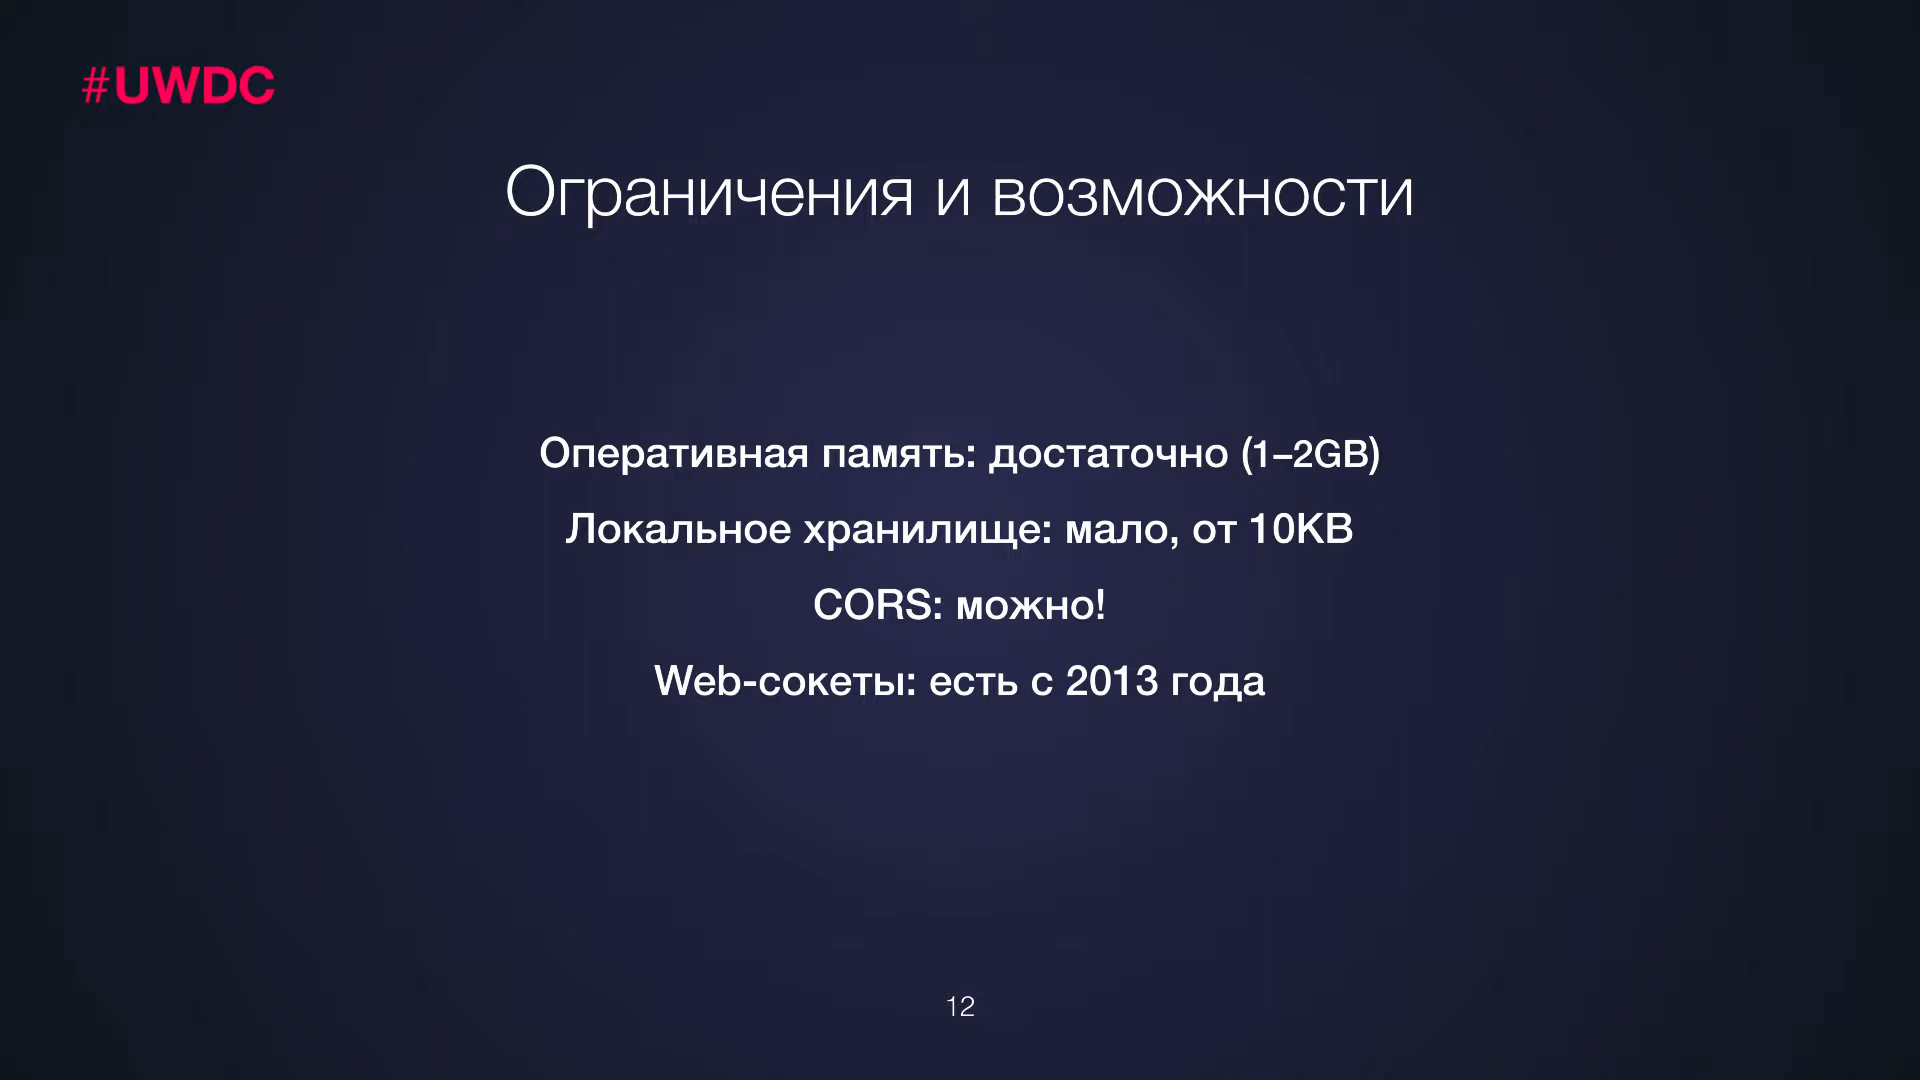 #UWDC
Ограничения и возможности
Оперативная память: достаточно (1–2GB)
Локальное хранилище: мало, от 10KB
CORS: можно!
Web-сокеты: есть с 2013 года
12